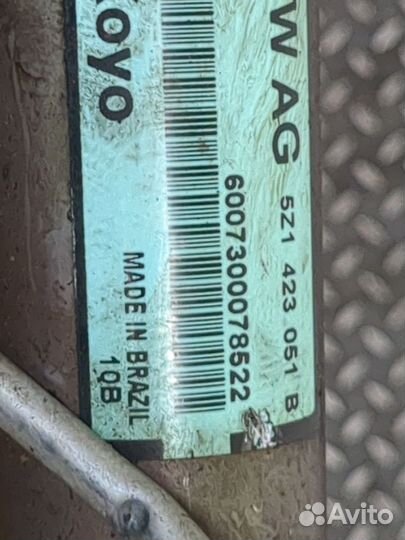 W AG
5Z1 423 051 B
6007300078522
oyo
MADE IN BRAZIL
10B
Avito